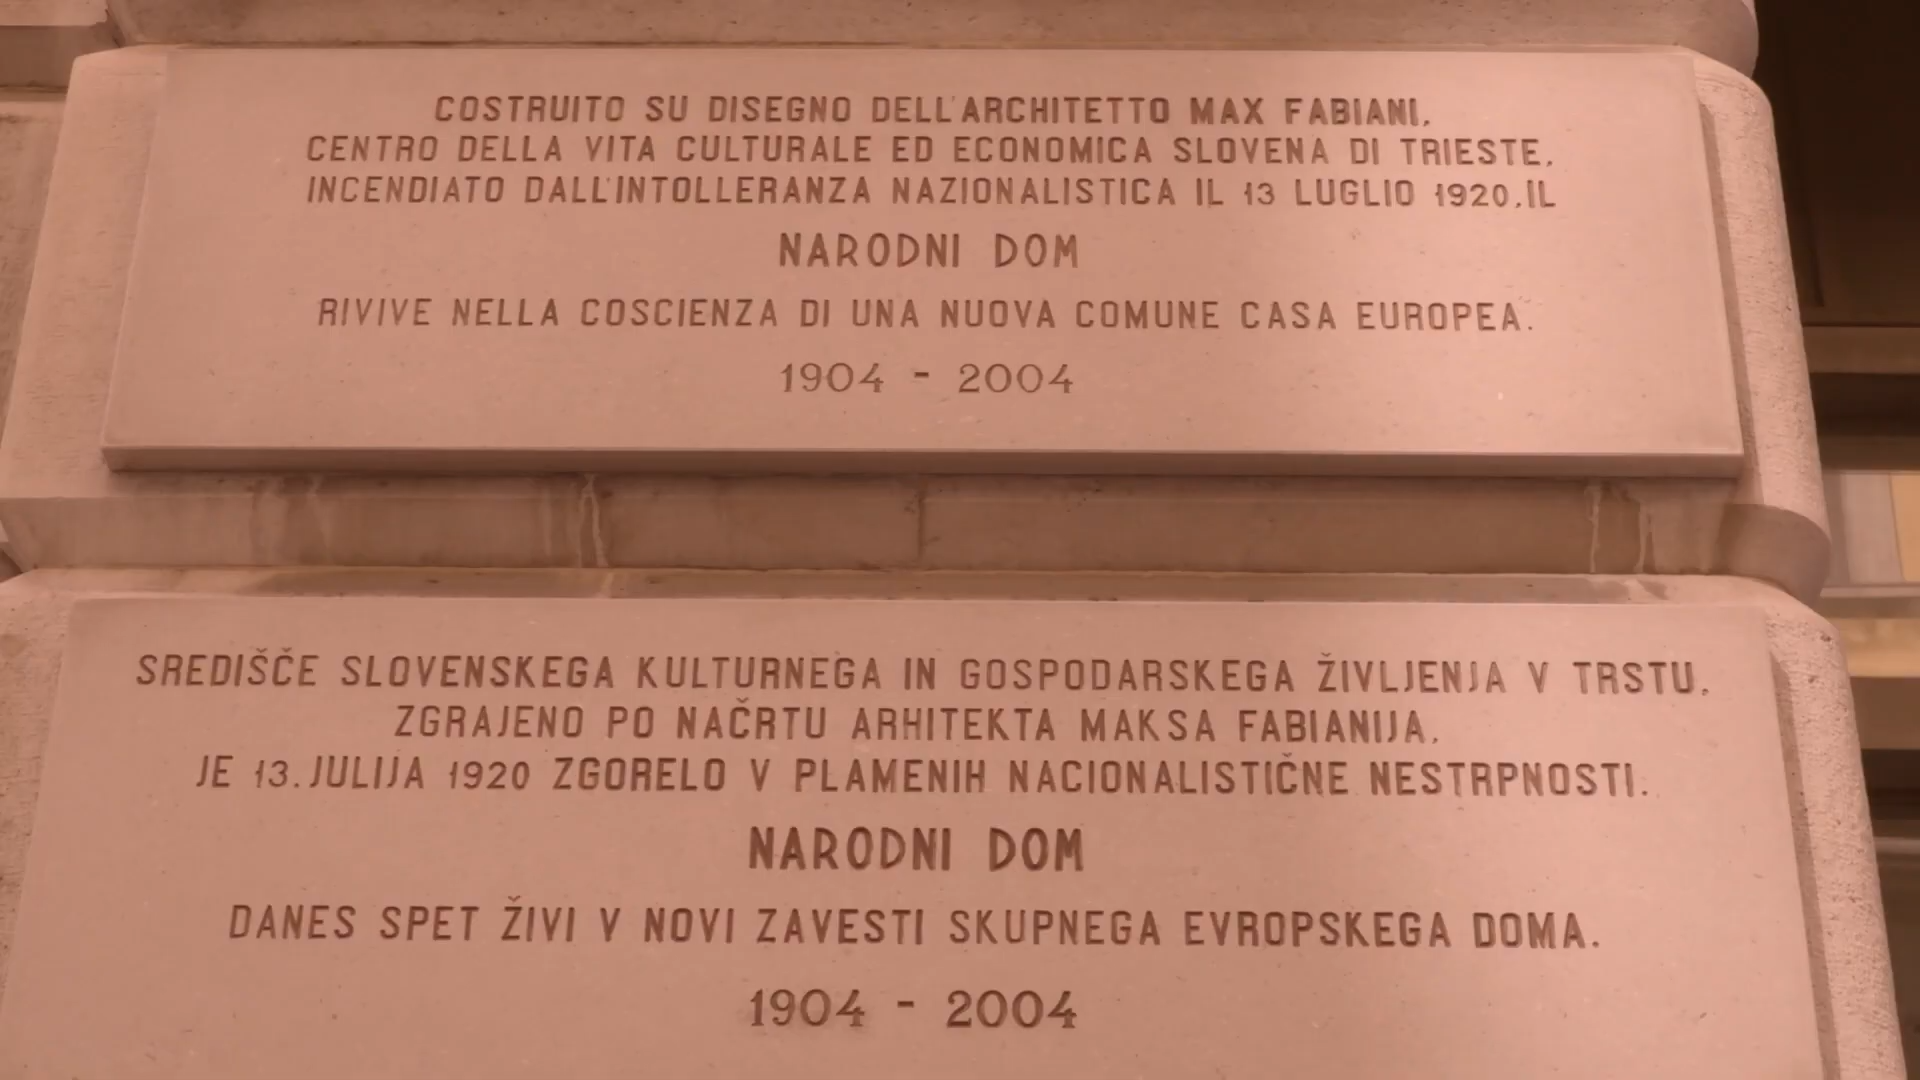 COSTRUITO SU DISEGNO DELL'ARCHITETTO MAX FABIANI,
CENTRO DELLA VITA CULTURALE ED ECONOMICA SLOVENA DI TRIESTE,
INCENDIATO DALL'INTOLLERANZA NAZIONALISTICA IL 13 LUGLIO 1920, IL
NARODNI DOM
RIVIVE NELLA COSCIENZA DI UNA NUOVA COMUNE CASA EUROPEA.
1904 - 2004
SREDIŠČE SLOVENSKEGA KULTURNEGA IN GOSPODARSKEGA ŽIVLJENJA V TRSTU,
ZGRAJENO PO NAČRTU ARHITEKTA MAKSA FABIANIJA,
JE 13. JULIJA 1920 ZGORELO V PLAMENIH NACIONALISTIČNE NESTRPNOSTI.
NARODNI DOM
DANES SPET ŽIVI V NOVI ZAVESTI SKUPNEGA EVROPSKEGA DOMA.
1904 - 2004